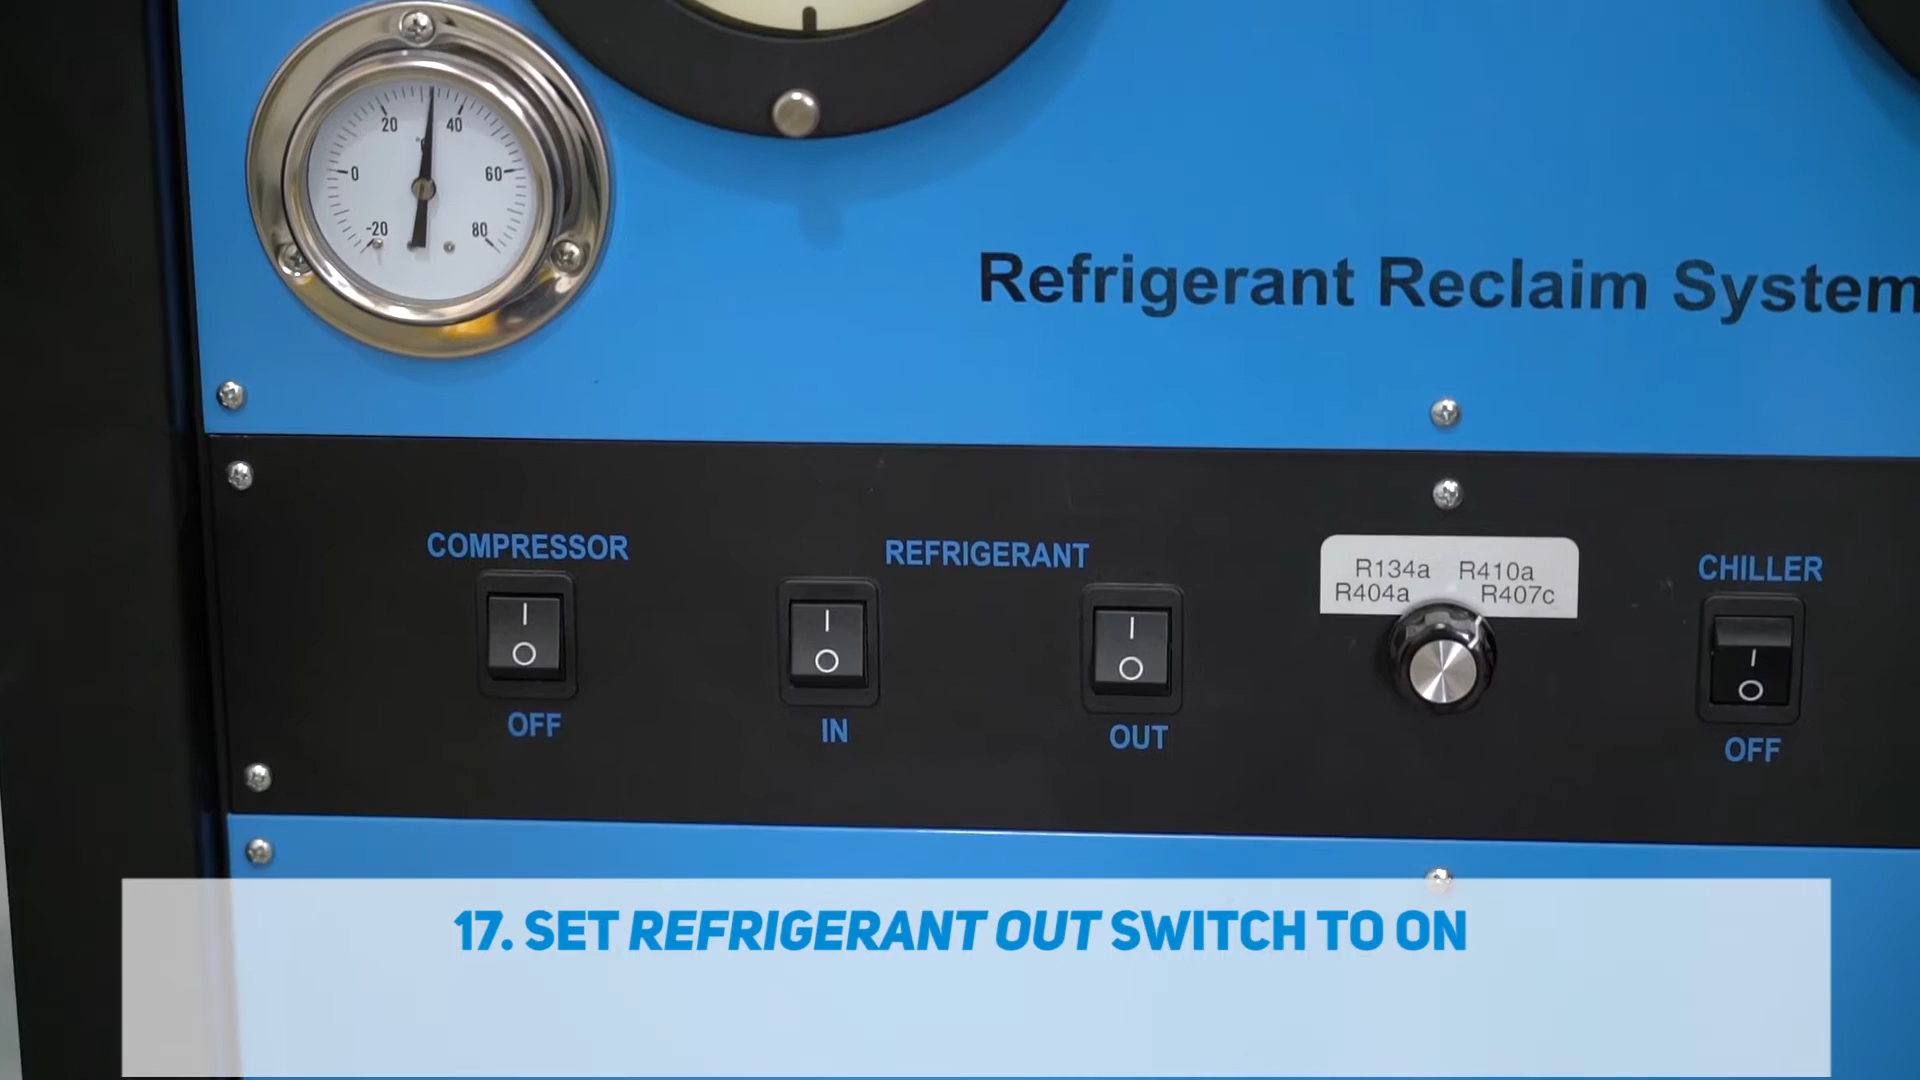 20 40
0 60
-20 80
Refrigerant Reclaim System
COMPRESSOR
REFRIGERANT
R134a R410a
R404a R407c
CHILLER
OFF
IN
OUT
OFF
17. SET REFRIGERANT OUT SWITCH TO ON